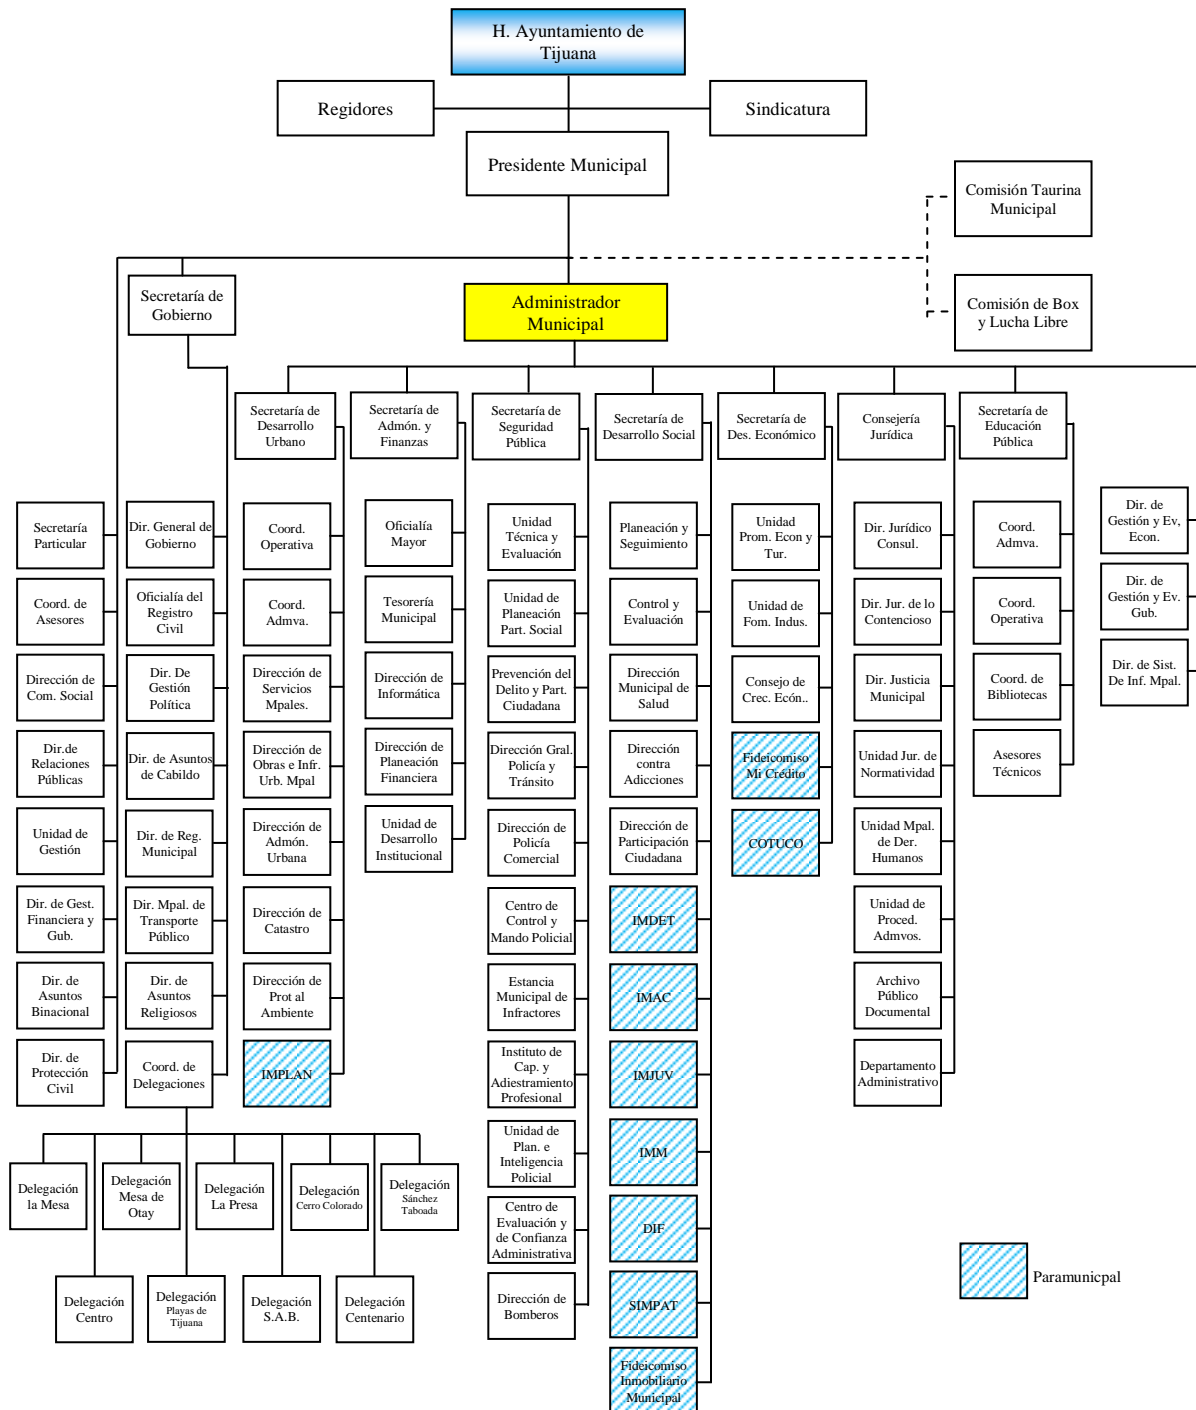 H. Ayuntamiento de
Tijuana
Regidores
Sindicatura
Presidente Municipal
Comisión Taurina
Municipal
Secretaría de
Gobierno
Administrador
Municipal
Comisión de Box
y Lucha Libre
Secretaría de
Desarrollo
Urbano
Secretaría de
Admón. y
Finanzas
Secretaría de
Seguridad
Pública
Secretaría de
Desarrollo Social
Secretaría de
Des. Económico
Consejería
Jurídica
Secretaría de
Educación
Pública
Secretaría
Particular
Coord. de
Asesores
Dirección de
Com. Social
Dir.de
Relaciones
Públicas
Unidad de
Gestión
Dir. de Gest.
Financiera y
Gub.
Dir. de
Asuntos
Binacional
Dir. de
Protección
Civil
Dir. General de
Gobierno
Oficialía del
Registro
Civil
Dir. De
Gestión
Política
Dir. de Asuntos
de Cabildo
Dir. de Reg.
Municipal
Dir. Mpal. de
Transporte
Público
Dir. de
Asuntos
Religiosos
Coord. de
Delegaciones
Coord.
Operativa
Coord.
Admva.
Dirección de
Servicios
Mpales.
Dirección de
Obras e Infr.
Urb. Mpal
Dirección de
Admón.
Urbana
Dirección de
Catastro
Dirección de
Prot al
Ambiente
IMPLAN
Oficialía
Mayor
Tesorería
Municipal
Dirección de
Informática
Dirección de
Planeación
Financiera
Unidad de
Desarrollo
Institucional
Unidad
Técnica y
Evaluación
Unidad de
Planeación
Part. Social
Prevención del
Delito y Part.
Ciudadana
Dirección Gral.
Policía y
Tránsito
Dirección de
Policía
Comercial
Centro de
Control y
Mando Policial
Estancia
Municipal de
Infractores
Instituto de
Cap. y
Adiestramiento
Profesional
Unidad de
Plan. e
Inteligencia
Policial
Centro de
Evaluación y
de Confianza
Administrativa
Dirección de
Bomberos
Planeación y
Seguimiento
Control y
Evaluación
Dirección
Municipal de
Salud
Dirección
contra
Adicciones
Dirección de
Participación
Ciudadana
IMDET
IMAC
IMJUV
IMM
DIF
SIMPAT
Fideicomiso
Inmobiliario
Municipal
Unidad
Prom. Econ y
Tur.
Unidad de
Fom. Indus.
Consejo de
Crec. Ecón..
Fideicomiso
Mi Crédito
COTUCO
Dir. Jurídico
Consul.
Dir. Jur. de lo
Contencioso
Dir. Justicia
Municipal
Unidad Jur. de
Normatividad
Unidad Mpal.
de Der.
Humanos
Unidad de
Proced.
Admvos.
Archivo
Público
Documental
Departamento
Administrativo
Coord.
Admva.
Coord.
Operativa
Coord. de
Bibliotecas
Asesores
Técnicos
Dir. de
Gestión y Ev,
Econ.
Dir. de
Gestión y Ev.
Gub.
Dir. de Sist.
De Inf. Mpal.
Delegación
la Mesa
Delegación
Mesa de
Otay
Delegación
La Presa
Delegación
Cerro Colorado
Delegación
Sánchez
Taboada
Delegación
Centro
Delegación
Playas de
Tijuana
Delegación
S.A.B.
Delegación
Centenario
Paramunicpal